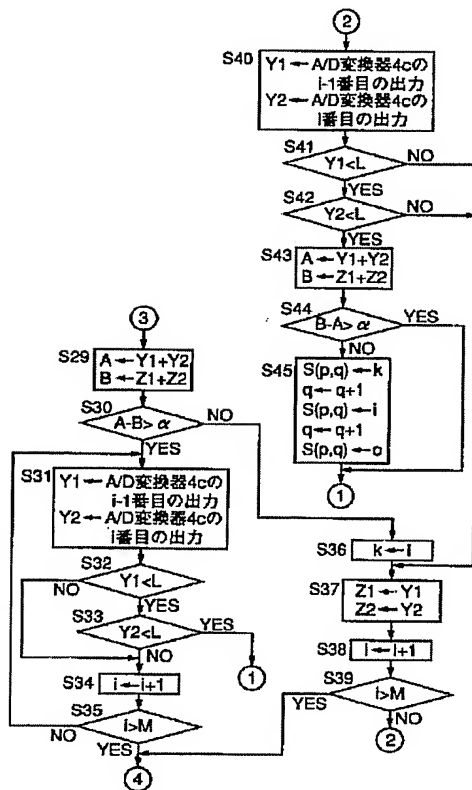 2
S40
Y1←A/D変換器4cの
i-1番目の出力
Y2←A/D変換器4cの
i番目の出力
S41
Y1<L
NO
YES
S42
Y2<L
NO
YES
S43
A←Y1+Y2
B←Z1+Z2
S44
B-A>α
YES
NO
S45
S(p,q)←k
q←q+1
S(p,q)←i
q←q+1
S(p,q)←o
1
3
S29
A←Y1+Y2
B←Z1+Z2
S30
A-B>α
NO
YES
S31
Y1←A/D変換器4cの
i-1番目の出力
Y2←A/D変換器4cの
i番目の出力
S32
Y1<L
NO
YES
S33
Y2<L
YES
NO
1
S34
i←i+1
S35
i>M
NO
YES
4
S36
k←i
S37
Z1←Y1
Z2←Y2
S38
i←i+1
S39
i>M
YES
NO
2